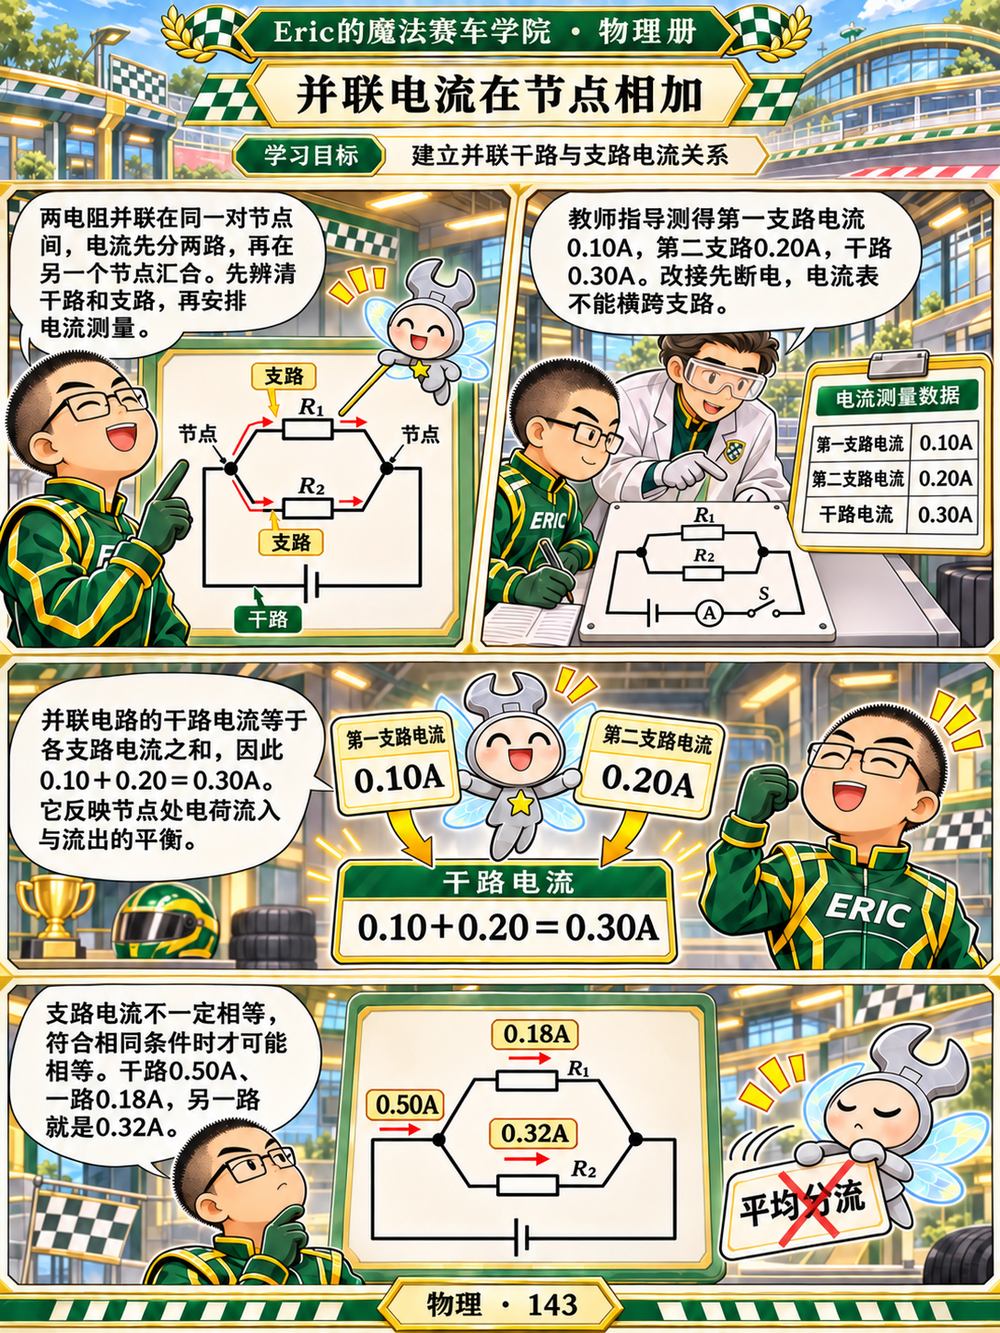 Eric的魔法赛车学院 · 物理册
并联电流在节点相加
学习目标 建立并联干路与支路电流关系
两电阻并联在同一对节点
间，电流先分两路，再在
另一个节点汇合。先辨清
干路和支路，再安排
电流测量。
支路
R₁
节点
节点
R₂
支路
干路
ERIC
教师指导测得第一支路电流
0.10A，第二支路0.20A，干路
0.30A。改接先断电，电流表
不能横跨支路。
电流测量数据
第一支路电流 0.10A
第二支路电流 0.20A
干路电流 0.30A
ERIC
A
R₁
R₂
A
S
并联电路的干路电流等于
各支路电流之和，因此
0.10＋0.20＝0.30A。
它反映节点处电荷流入
与流出的平衡。
第一支路电流
0.10A
第二支路电流
0.20A
干路电流
0.10＋0.20＝0.30A
ERIC
支路电流不一定相等，
符合相同条件时才可能
相等。干路0.50A、
一路0.18A，另一路
就是0.32A。
0.18A
R₁
0.50A
0.32A
R₂
平均分流
物理 · 143